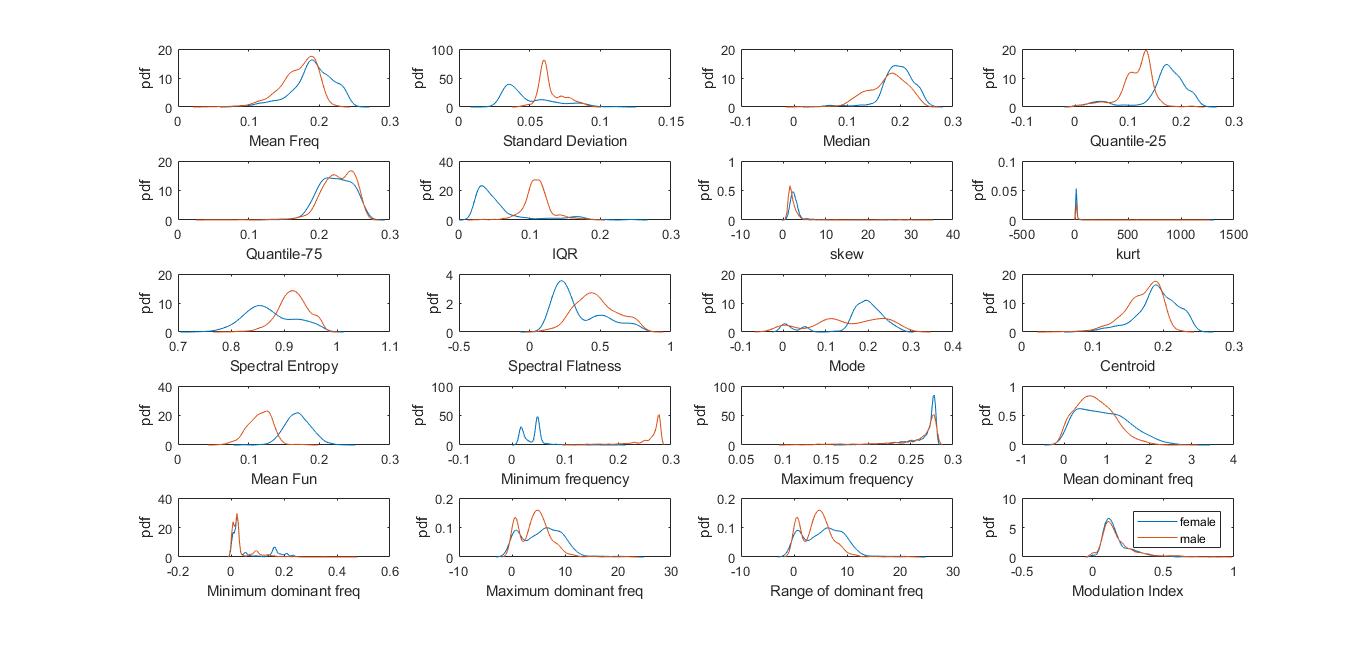 20
10
0
pdf
0 0.1 0.2 0.3
Mean Freq
100
50
0
pdf
0 0.05 0.1 0.15
Standard Deviation
20
10
0
pdf
-0.1 0 0.1 0.2 0.3
Median
20
10
0
pdf
-0.1 0 0.1 0.2 0.3
Quantile-25
20
10
0
pdf
0 0.1 0.2 0.3
Quantile-75
40
20
0
pdf
0 0.1 0.2 0.3
IQR
1
0.5
0
pdf
-10 0 10 20 30 40
skew
0.1
0.05
0
pdf
-500 0 500 1000 1500
kurt
20
10
0
pdf
0.7 0.8 0.9 1 1.1
Spectral Entropy
4
2
0
pdf
-0.5 0 0.5 1
Spectral Flatness
20
10
0
pdf
-0.1 0 0.1 0.2 0.3 0.4
Mode
20
10
0
pdf
0 0.1 0.2 0.3
Centroid
40
20
0
pdf
0 0.1 0.2 0.3
Mean Fun
100
50
0
pdf
-0.1 0 0.1 0.2 0.3
Minimum frequency
100
50
0
pdf
0.05 0.1 0.15 0.2 0.25 0.3
Maximum frequency
1
0.5
0
pdf
-1 0 1 2 3 4
Mean dominant freq
40
20
0
pdf
-0.2 0 0.2 0.4 0.6
Minimum dominant freq
0.2
0.1
0
pdf
-10 0 10 20 30
Maximum dominant freq
0.2
0.1
0
pdf
-10 0 10 20 30
Range of dominant freq
10
5
0
pdf
female
male
-0.5 0 0.5 1
Modulation Index